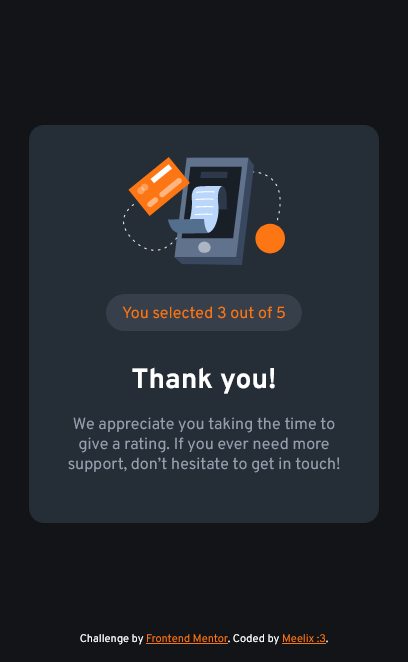 You selected 3 out of 5
Thank you!
We appreciate you taking the time to
give a rating. If you ever need more
support, don’t hesitate to get in touch!
Challenge by Frontend Mentor. Coded by Meelix :3.